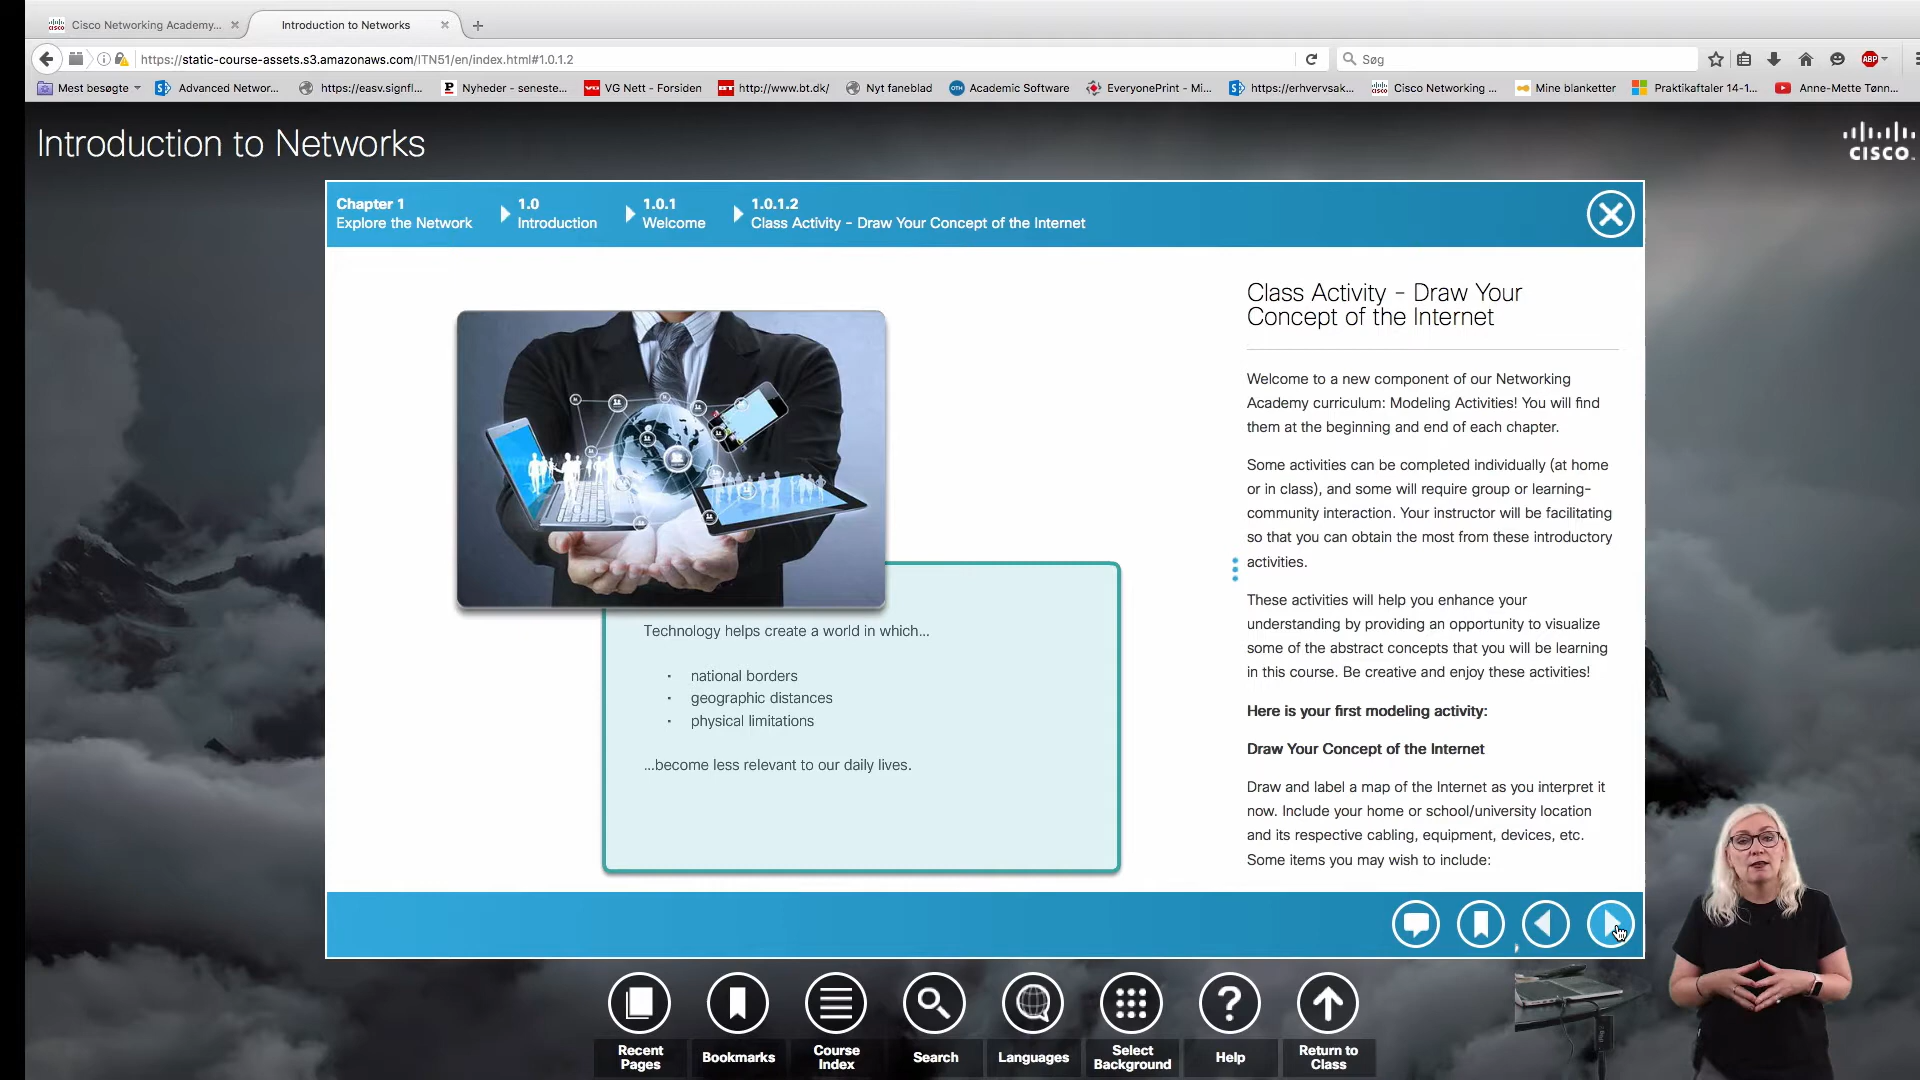 Cisco Networking Academy...
Introduction to Networks
https://static-course-assets.s3.amazonaws.com/ITN51/en/index.html#1.0.1.2
Søg
ABP
Mest besøgte
Advanced Networ...
https://easv.signfl...
Nyheder - seneste...
VG Nett - Forsiden
http://www.bt.dk/
Nyt faneblad
Academic Software
EveryonePrint - Mi...
https://erhvervsak...
Cisco Networking ...
Mine blanketter
Praktikaftaler 14-1...
Anne-Mette Tønn...
Introduction to Networks
CISCO
Chapter 1
Explore the Network
1.0
Introduction
1.0.1
Welcome
1.0.1.2
Class Activity - Draw Your Concept of the Internet
Technology helps create a world in which...
national borders
geographic distances
physical limitations
...become less relevant to our daily lives.
Class Activity - Draw Your
Concept of the Internet
Welcome to a new component of our Networking
Academy curriculum: Modeling Activities! You will find
them at the beginning and end of each chapter.
Some activities can be completed individually (at home
or in class), and some will require group or learning-
community interaction. Your instructor will be facilitating
so that you can obtain the most from these introductory
activities.
These activities will help you enhance your
understanding by providing an opportunity to visualize
some of the abstract concepts that you will be learning
in this course. Be creative and enjoy these activities!
Here is your first modeling activity:
Draw Your Concept of the Internet
Draw and label a map of the Internet as you interpret it
now. Include your home or school/university location
and its respective cabling, equipment, devices, etc.
Some items you may wish to include:
Recent
Pages
Bookmarks
Course
Index
Search
Languages
Select
Background
Help
Return to
Class